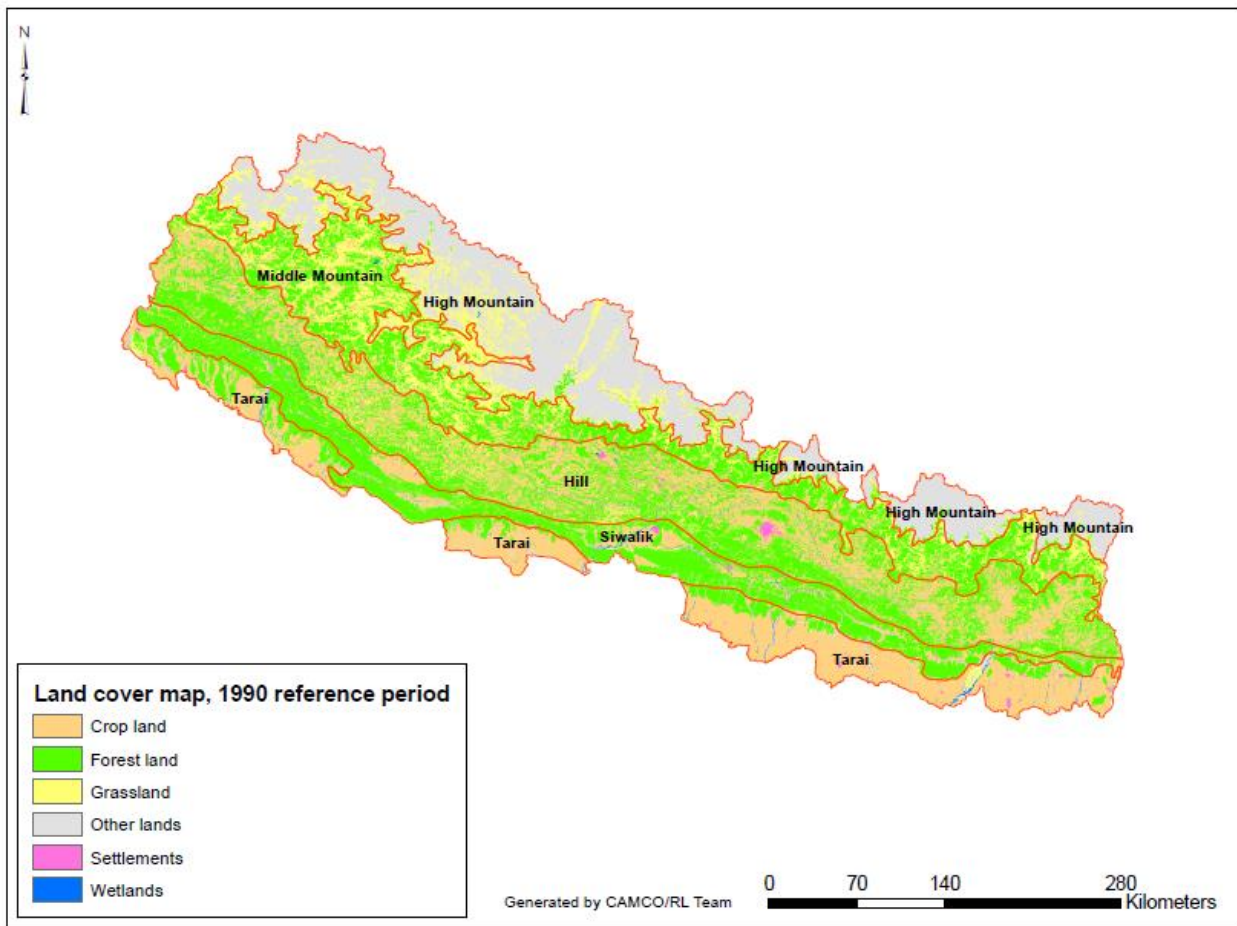 N
Middle Mountain
High Mountain
Tarai
High Mountain
Hill
High Mountain
High Mountain
Siwalik
Tarai
Tarai
Land cover map, 1990 reference period
Crop land
Forest land
Grassland
Other lands
Settlements
Wetlands
Generated by CAMCO/RL Team
0 70 140 280
Kilometers